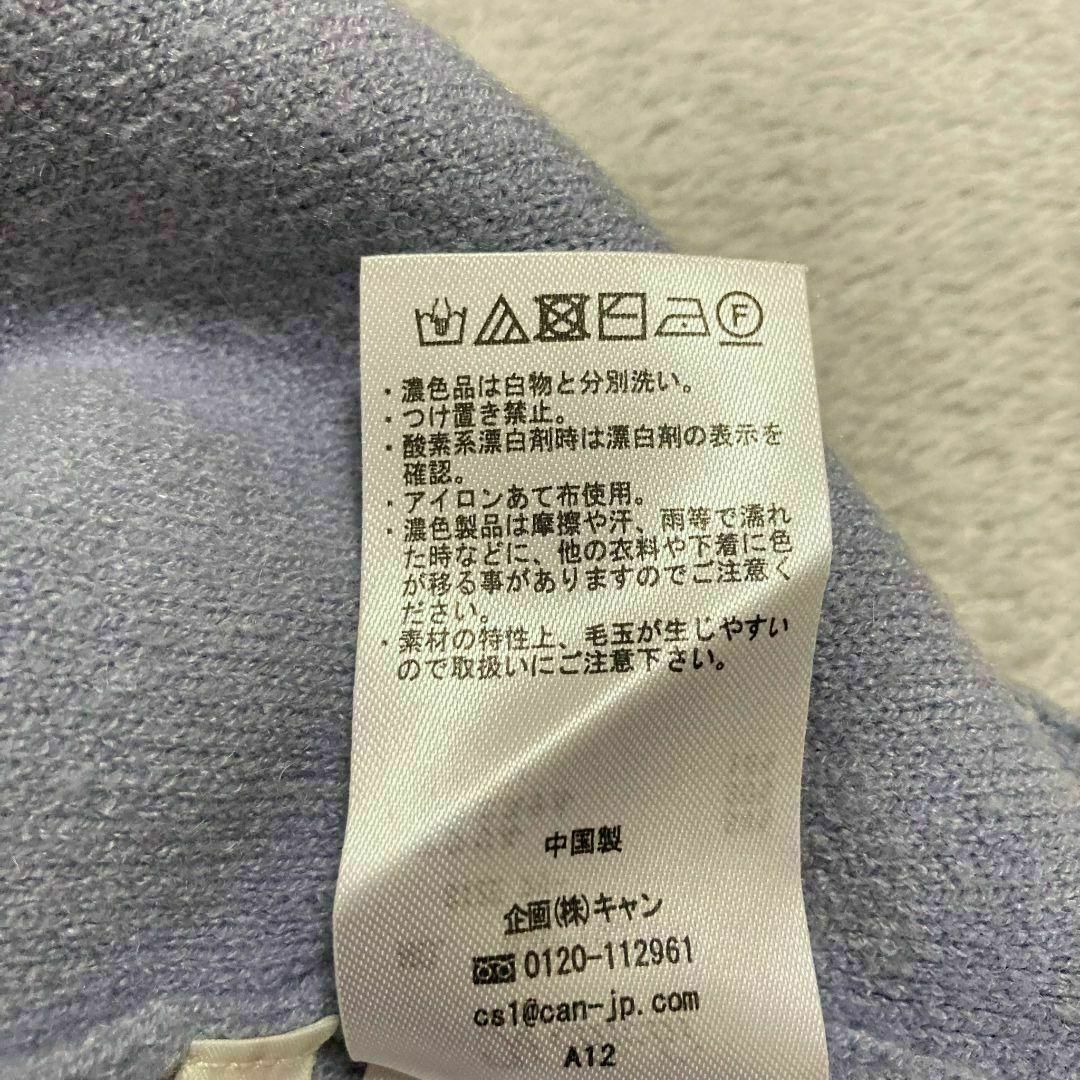 ・濃色品は白物と分別洗い。
・つけ置き禁止。
・酸素系漂白剤時は漂白剤の表示を
確認。
・アイロンあて布使用。
・濃色製品は摩擦や汗、雨等で濡れ
た時などに、他の衣料や下着に色
が移る事がありますのでご注意く
ださい。
・素材の特性上、毛玉が生じやすい
ので取扱いにご注意下さい。
中国製
企画(株)キャン
0120-112961
cs1@can-jp.com
A12